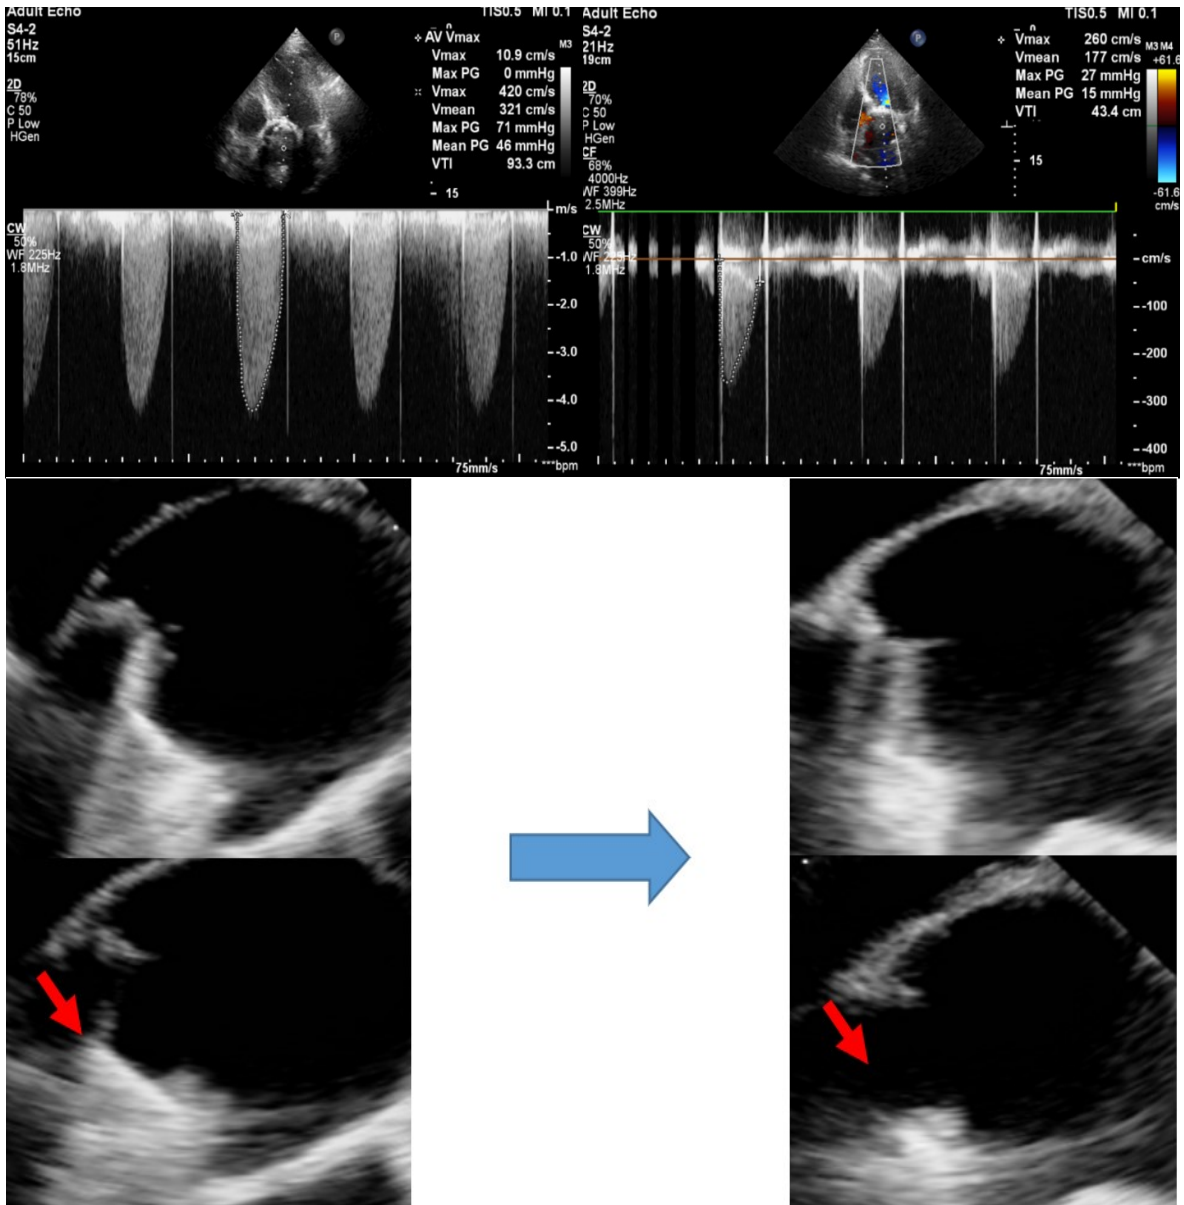 Adult Echo
TIS0.5 MI 0.1
S4-2
51Hz
15cm
2D
78%
C 50
P Low
HGen
P
AV Vmax
Vmax 10.9 cm/s
Max PG 0 mmHg
Vmax 420 cm/s
Vmean 321 cm/s
Max PG 71 mmHg
Mean PG 46 mmHg
VTI 93.3 cm
M3
- 15
CW
50%
WF 225Hz
1.8MHz
m/s
-1.0
-2.0
-3.0
-4.0
-5.0
75mm/s
***bpm
Adult Echo
TIS0.5 MI 0.1
S4-2
21Hz
19cm
2D
70%
C 50
P Low
HGen
CF
68%
4000Hz
WF 399Hz
2.5MHz
P
Vmax 260 cm/s
Vmean 177 cm/s
Max PG 27 mmHg
Mean PG 15 mmHg
VTI 43.4 cm
M3 M4
+61.6
-61.6
cm/s
- 15
CW
50%
WF 225Hz
1.8MHz
cm/s
-100
-200
-300
-400
75mm/s
***bpm